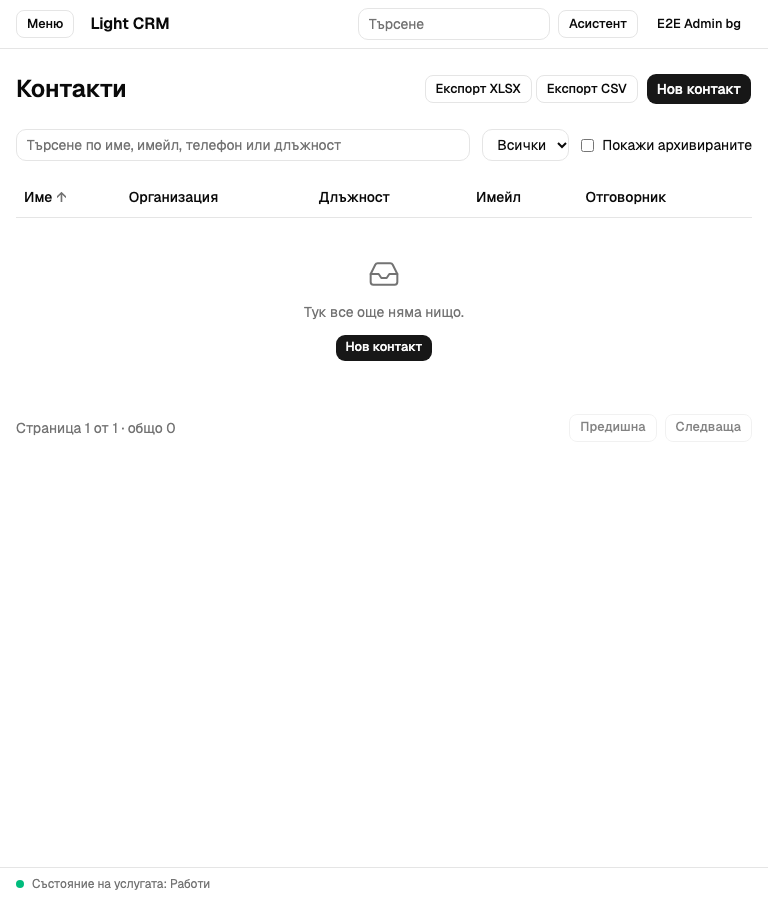 Меню Light CRM Търсене Асистент E2E Admin bg
Контакти Експорт XLSX Експорт CSV Нов контакт
Търсене по име, имейл, телефон или длъжност Всички Покажи архивираните
Име ↑ Организация Длъжност Имейл Отговорник
Тук все още няма нищо.
Нов контакт
Страница 1 от 1 · общо 0 Предишна Следваща
Състояние на услугата: Работи